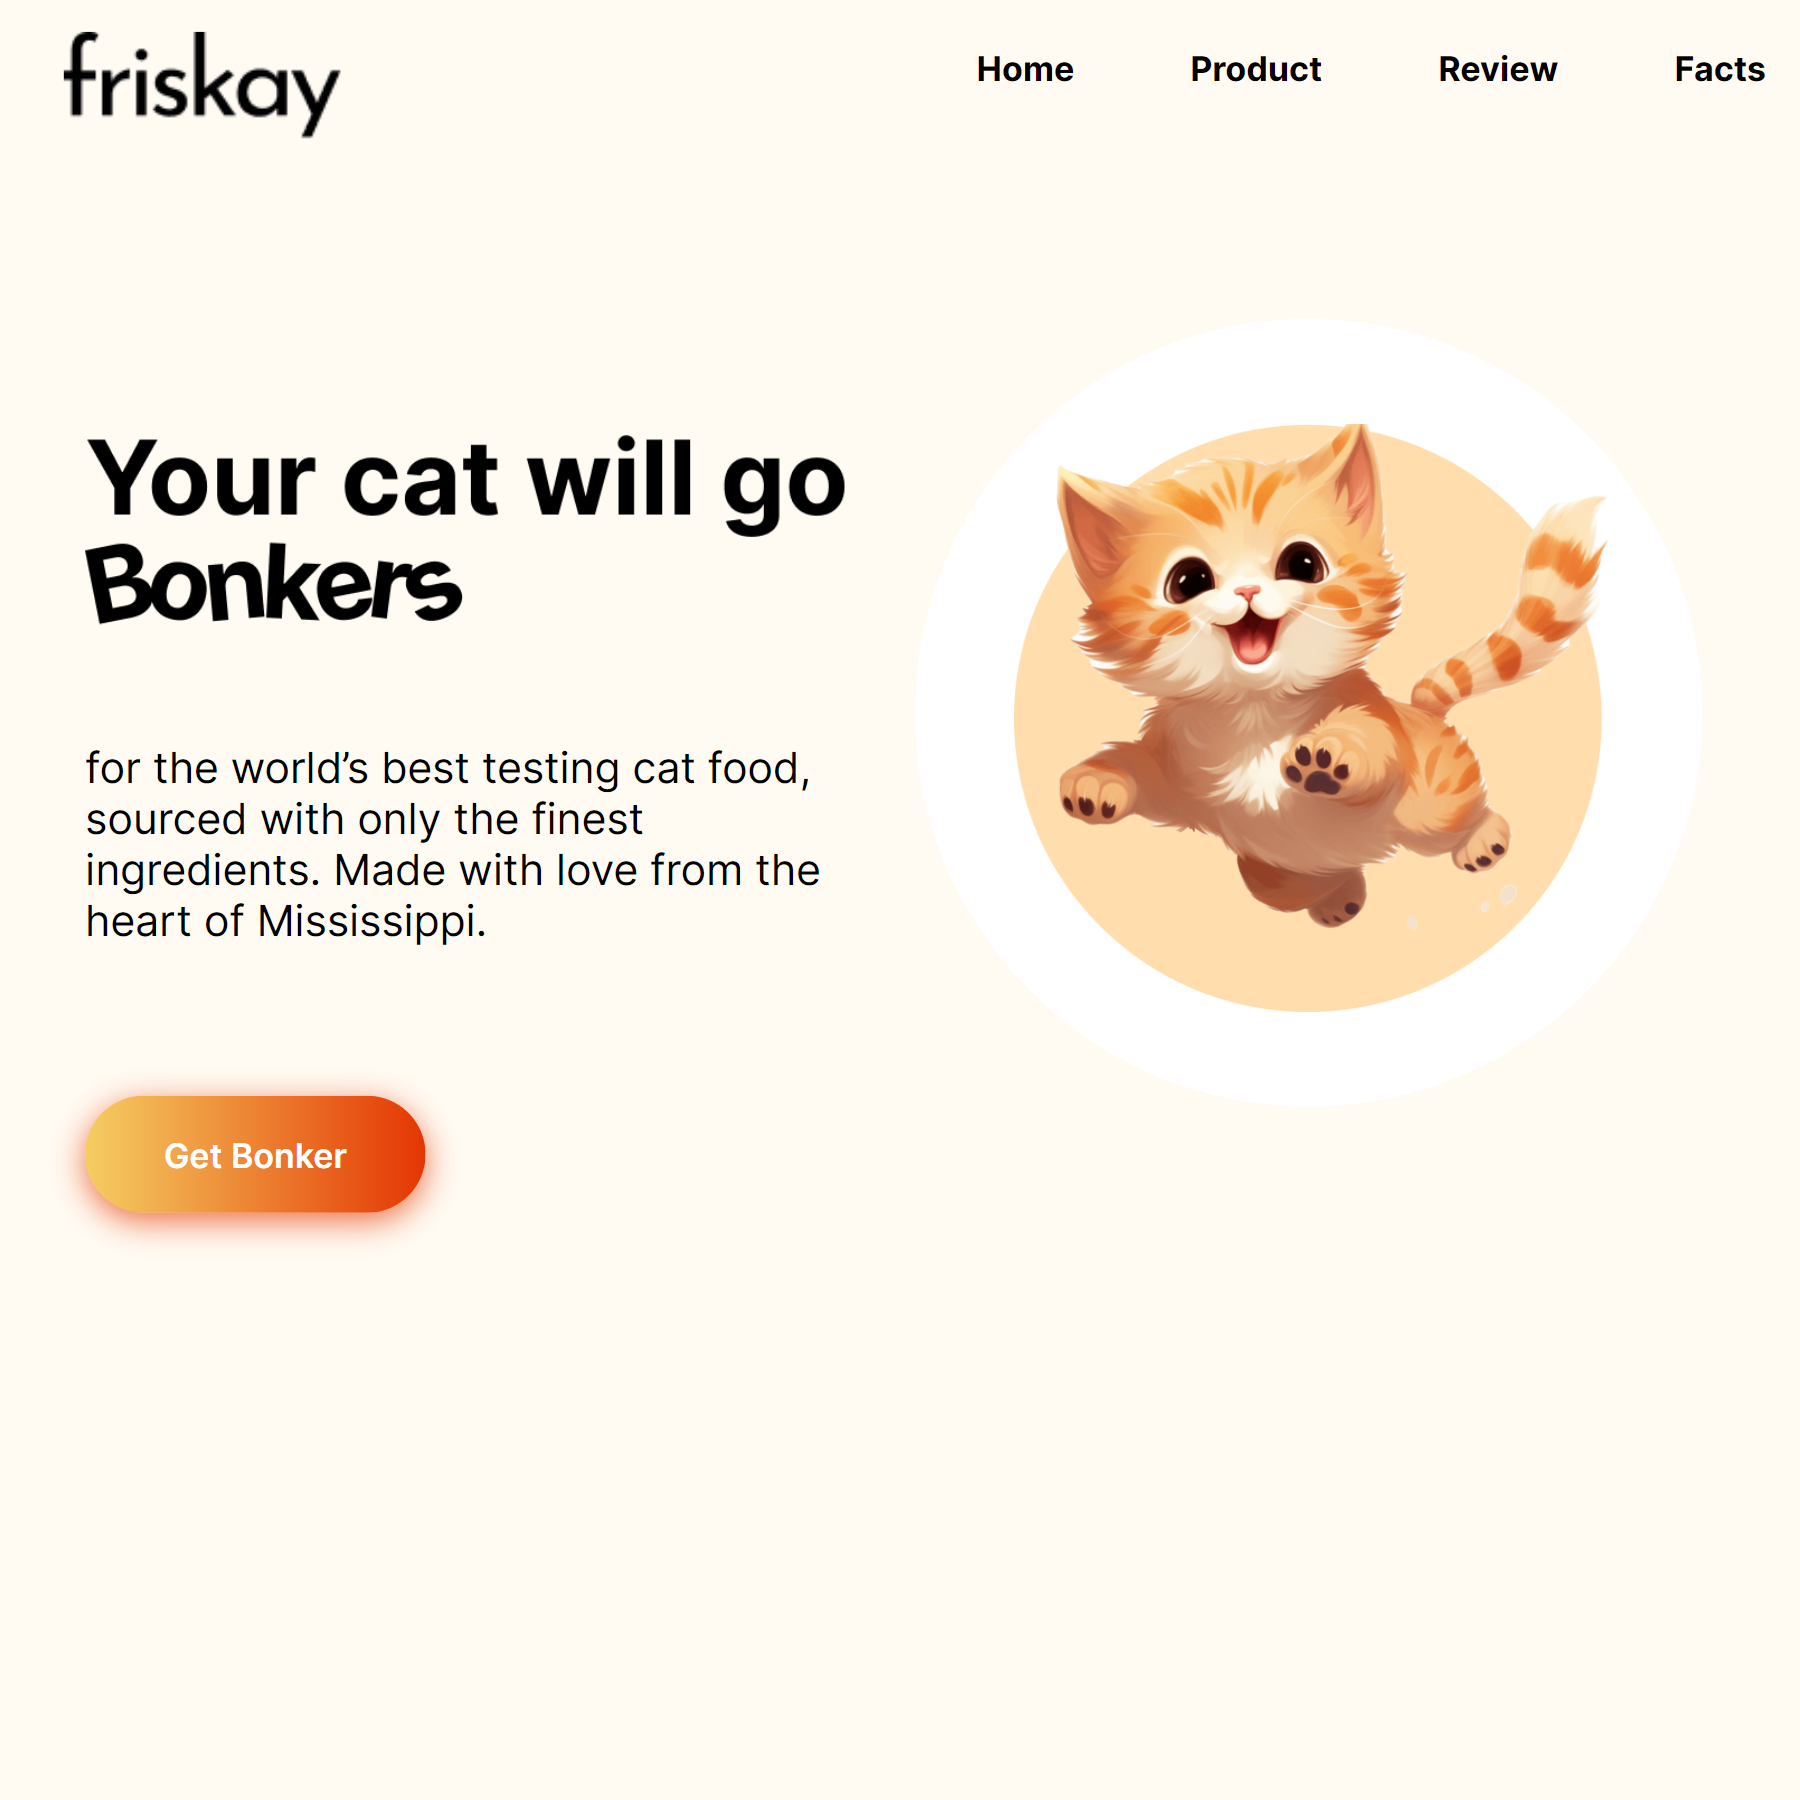 friskay
Home Product Review Facts
Your cat will go
Bonkers
for the world’s best testing cat food,
sourced with only the finest
ingredients. Made with love from the
heart of Mississippi.
Get Bonker